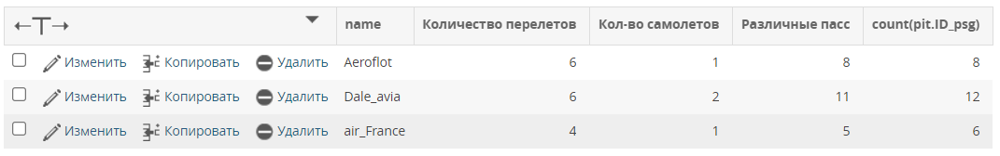 name Количество перелетов Кол-во самолетов Различные пасс count(pit.ID_psg)
Изменить Копировать Удалить Aeroflot 6 1 8 8
Изменить Копировать Удалить Dale_avia 6 2 11 12
Изменить Копировать Удалить air_France 4 1 5 6